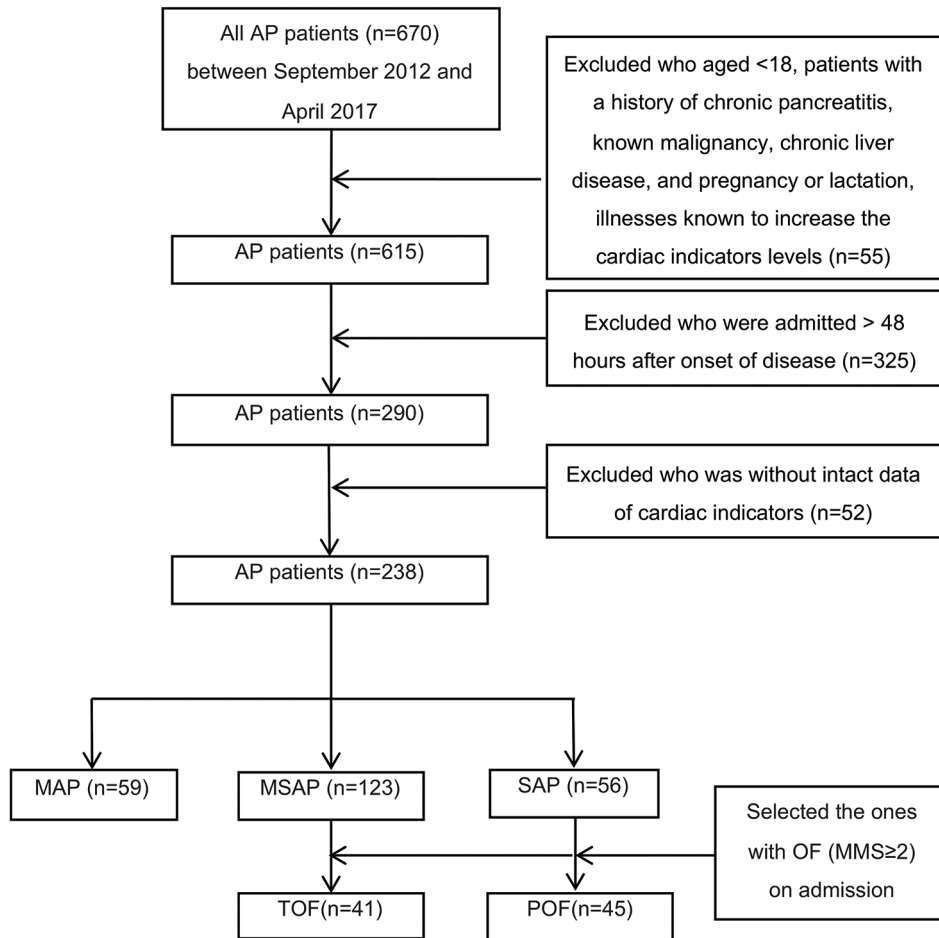 All AP patients (n=670)
between September 2012 and
April 2017
Excluded who aged <18, patients with
a history of chronic pancreatitis,
known malignancy, chronic liver
disease, and pregnancy or lactation,
illnesses known to increase the
cardiac indicators levels (n=55)
AP patients (n=615)
Excluded who were admitted > 48
hours after onset of disease (n=325)
AP patients (n=290)
Excluded who was without intact data
of cardiac indicators (n=52)
AP patients (n=238)
MAP (n=59)
MSAP (n=123)
SAP (n=56)
Selected the ones
with OF (MMS≥2)
on admission
TOF(n=41)
POF(n=45)